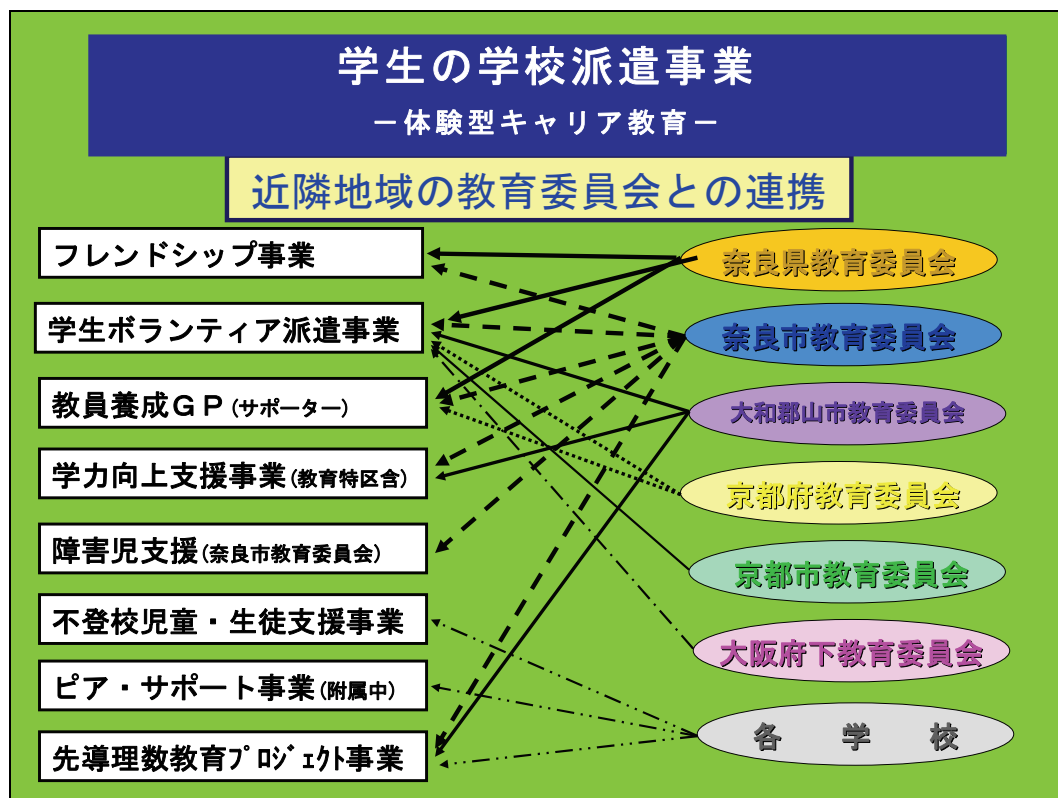 学生の学校派遣事業
－体験型キャリア教育－
近隣地域の教育委員会との連携
フレンドシップ事業
学生ボランティア派遣事業
教員養成ＧＰ(サポーター)
学力向上支援事業(教育特区含)
障害児支援(奈良市教育委員会)
不登校児童・生徒支援事業
ピア・サポート事業(附属中)
先導理数教育ﾌﾟﾛｼﾞｪｸﾄ事業
奈良県教育委員会
奈良市教育委員会
大和郡山市教育委員会
京都府教育委員会
京都市教育委員会
大阪府下教育委員会
各　学　校